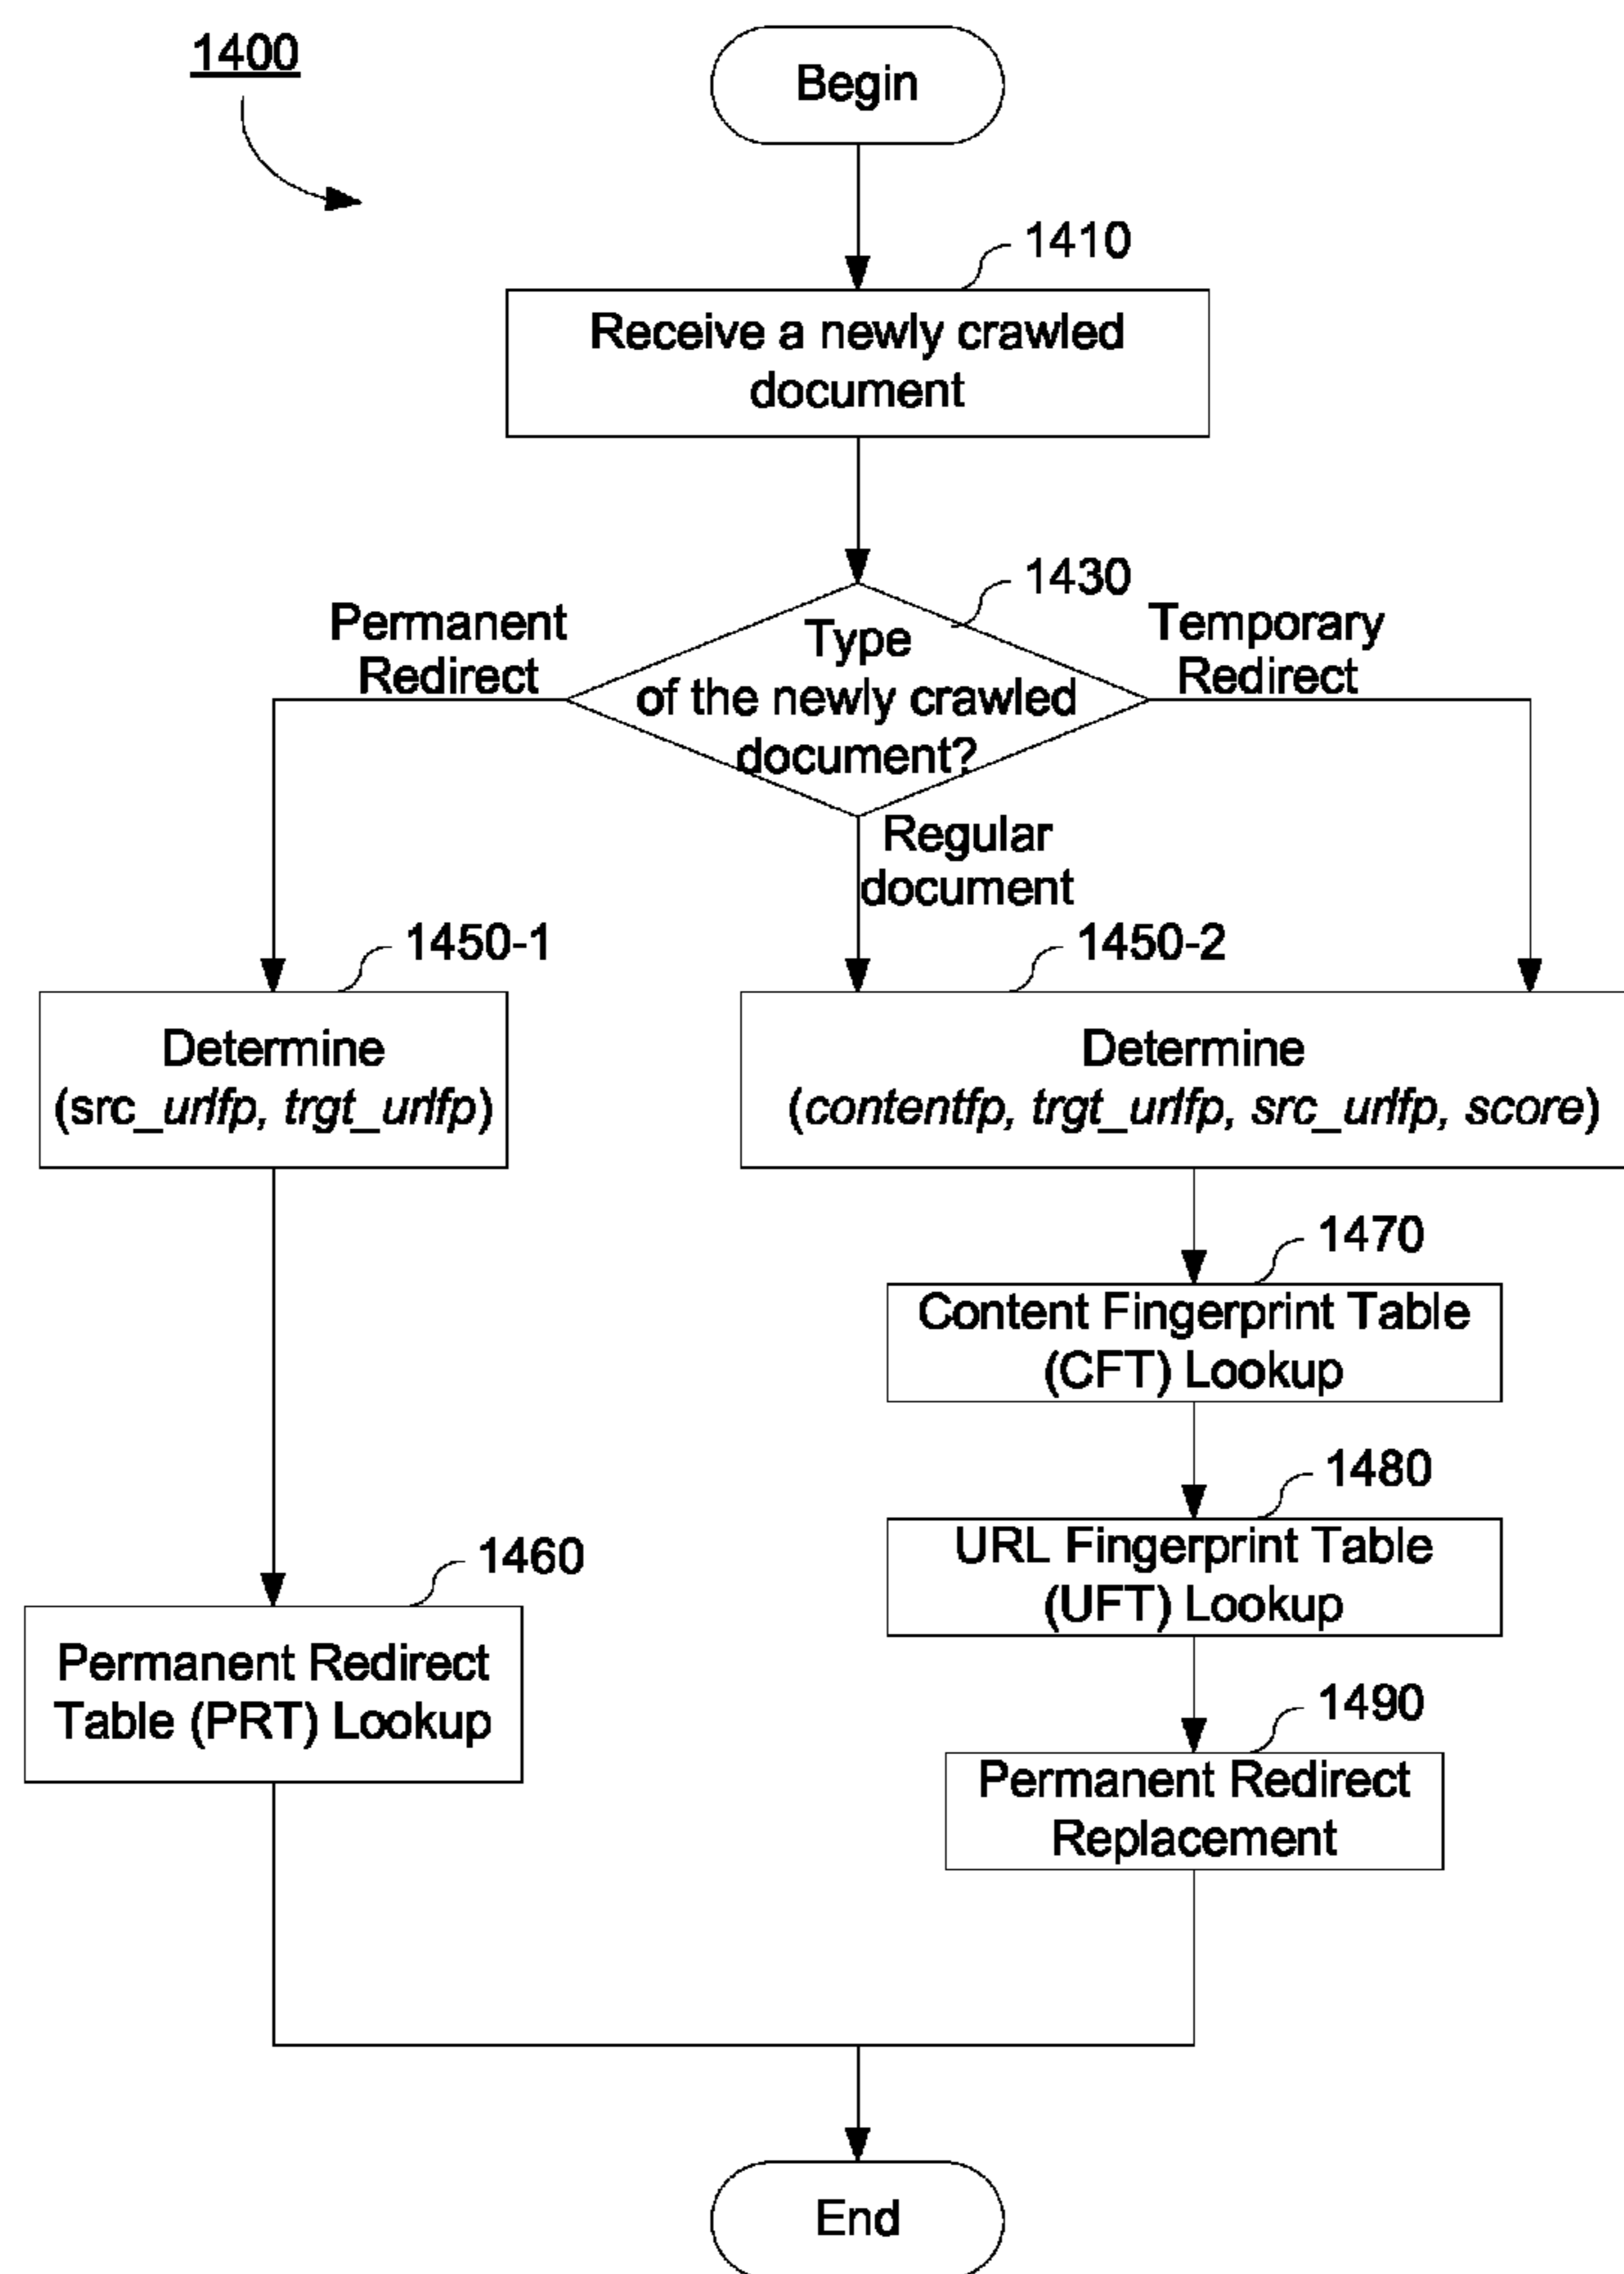 1400
Begin
1410
Receive a newly crawled
document
1430
Permanent
Redirect
Type
of the newly crawled
document?
Temporary
Redirect
Regular
document
1450-1
1450-2
Determine
(src_urlfp, trgt_urlfp)
Determine
(contentfp, trgt_urlfp, src_urlfp, score)
1470
Content Fingerprint Table
(CFT) Lookup
1480
URL Fingerprint Table
(UFT) Lookup
1460
Permanent Redirect
Table (PRT) Lookup
1490
Permanent Redirect
Replacement
End